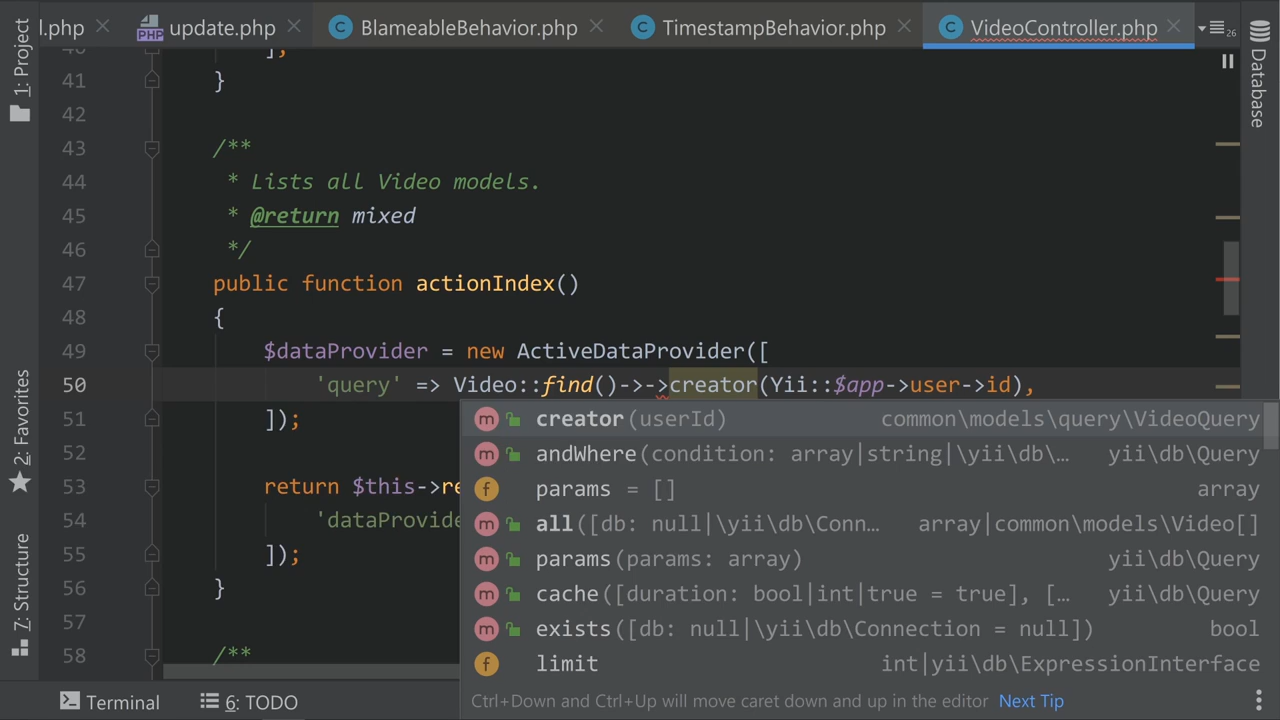 l.php
PHP
update.php
BlameableBehavior.php
TimestampBehavior.php
VideoController.php
26
1: Project
2: Favorites
7: Structure
Database
40 ];
41 }
42
43 /**
44 * Lists all Video models.
45 * @return mixed
46 */
47 public function actionIndex()
48 {
49 $dataProvider = new ActiveDataProvider([
50 'query' => Video::find()->->creator(Yii::$app->user->id),
51 ]);
52
53 return $this->re
54 'dataProvide
55 ]);
56 }
57
58 /**
m creator(userId) common\models\query\VideoQuery
m andWhere(condition: array|string|\yii\db\… yii\db\Query
f params = [] array
m all([db: null|\yii\db\Conn… array|common\models\Video[]
m params(params: array) yii\db\Query
m cache([duration: bool|int|true = true], [… yii\db\Query
m exists([db: null|\yii\db\Connection = null]) bool
f limit int|yii\db\ExpressionInterface
Ctrl+Down and Ctrl+Up will move caret down and up in the editor Next Tip
Terminal
6: TODO